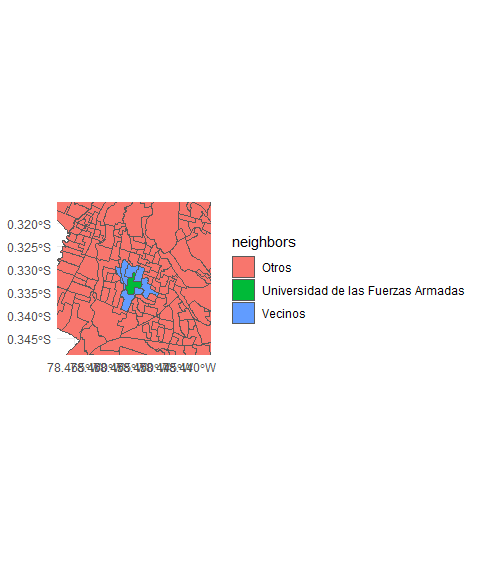 neighbors
0.320°S
0.325°S
0.330°S
0.335°S
0.340°S
0.345°S
Otros
Universidad de las Fuerzas Armadas
Vecinos